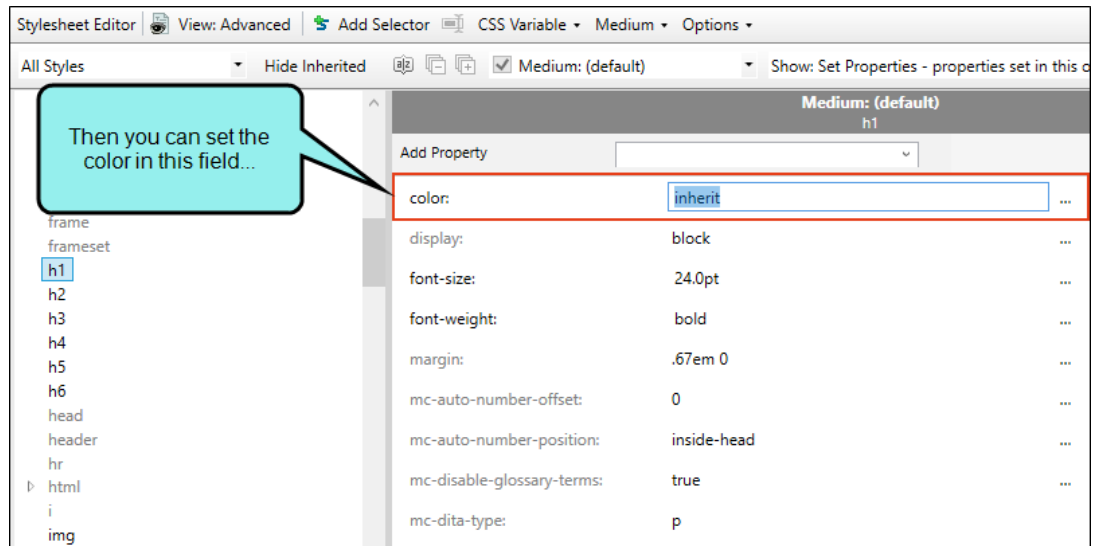 Stylesheet Editor View: Advanced Add Selector CSS Variable Medium Options
All Styles Hide Inherited a z Medium: (default) Show: Set Properties - properties set in this c
Then you can set the
color in this field...
frame
frameset
h1
h2
h3
h4
h5
h6
head
header
hr
html
i
img
Medium: (default)
h1
Add Property
color: inherit ...
display: block ...
font-size: 24.0pt ...
font-weight: bold ...
margin: .67em 0 ...
mc-auto-number-offset: 0 ...
mc-auto-number-position: inside-head ...
mc-disable-glossary-terms: true ...
mc-dita-type: p